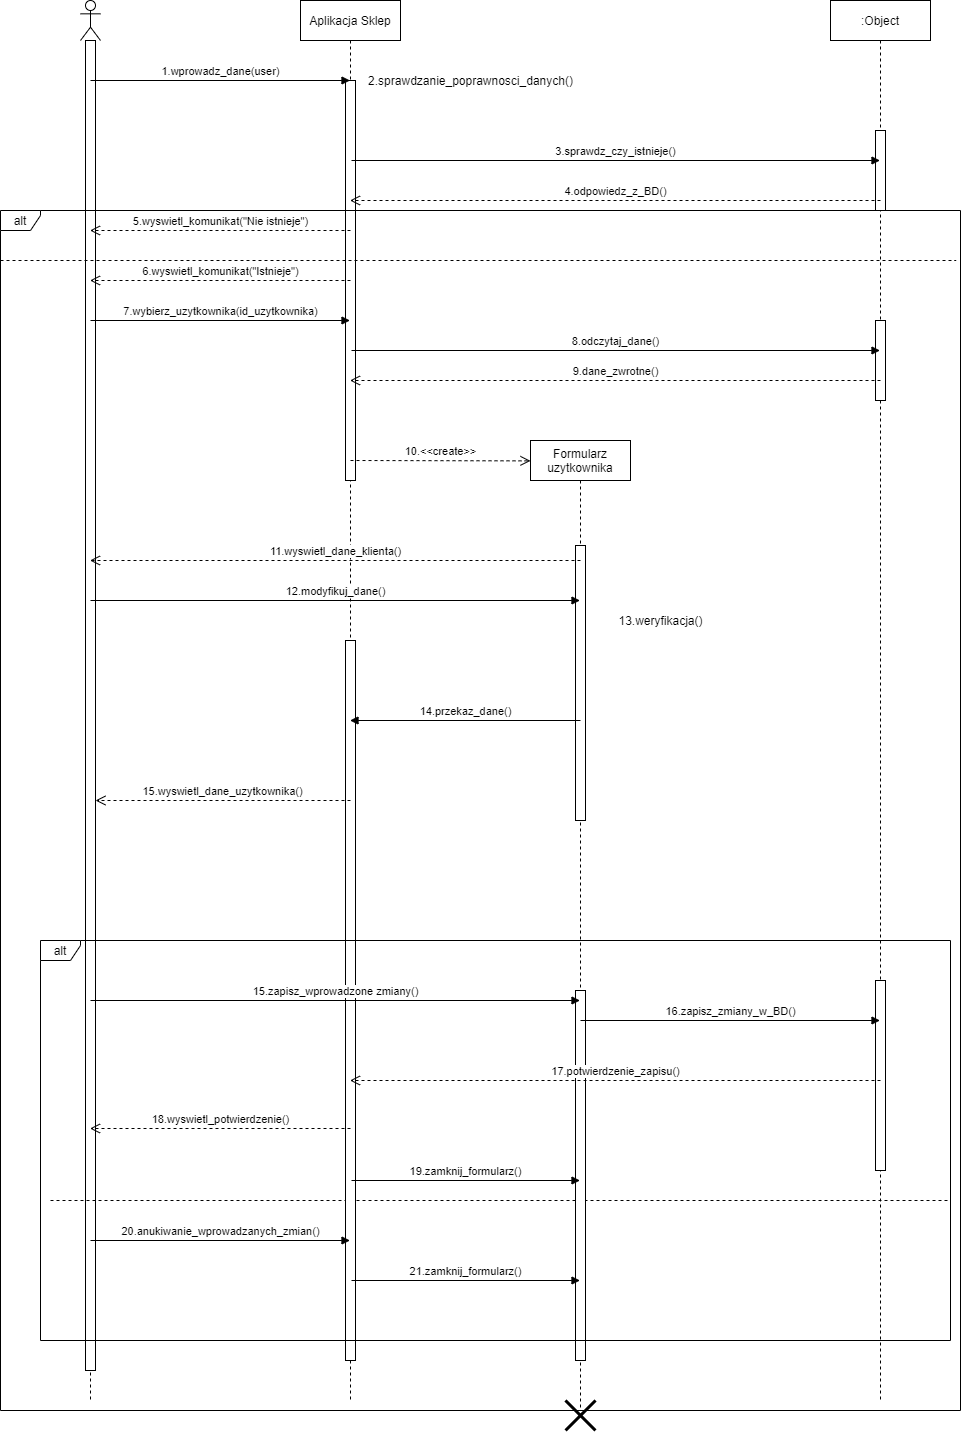 Aplikacja Sklep
:Object
1.wprowadz_dane(user)
2.sprawdzanie_poprawnosci_danych()
3.sprawdz_czy_istnieje()
4.odpowiedz_z_BD()
alt
5.wyswietl_komunikat("Nie istnieje")
6.wyswietl_komunikat("Istnieje")
7.wybierz_uzytkownika(id_uzytkownika)
8.odczytaj_dane()
9.dane_zwrotne()
10.<<create>>
Formularz
uzytkownika
11.wyswietl_dane_klienta()
12.modyfikuj_dane()
13.weryfikacja()
14.przekaz_dane()
15.wyswietl_dane_uzytkownika()
alt
15.zapisz_wprowadzone zmiany()
16.zapisz_zmiany_w_BD()
17.potwierdzenie_zapisu()
18.wyswietl_potwierdzenie()
19.zamknij_formularz()
20.anukiwanie_wprowadzanych_zmian()
21.zamknij_formularz()